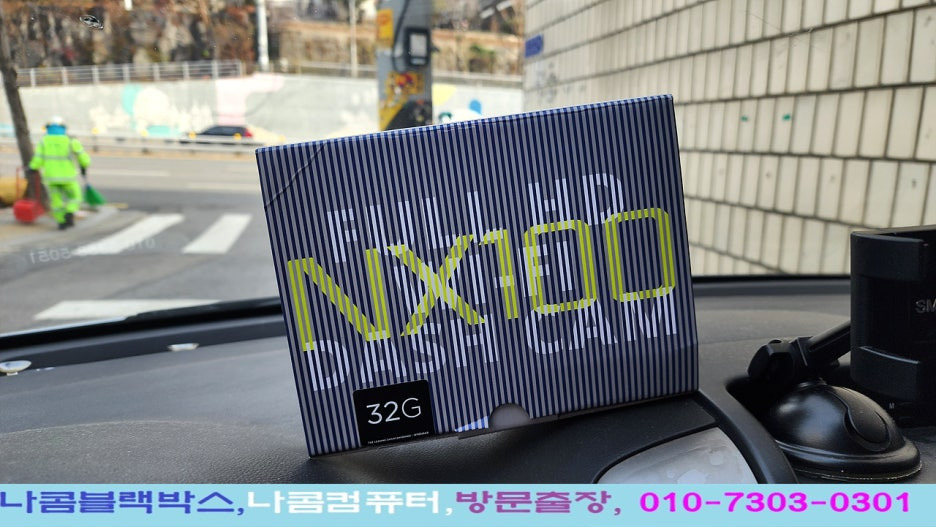 FULL HD
NX100
DASH CAM
32G
나콤블랙박스,나콤컴퓨터,방문출장, 010-7303-0301